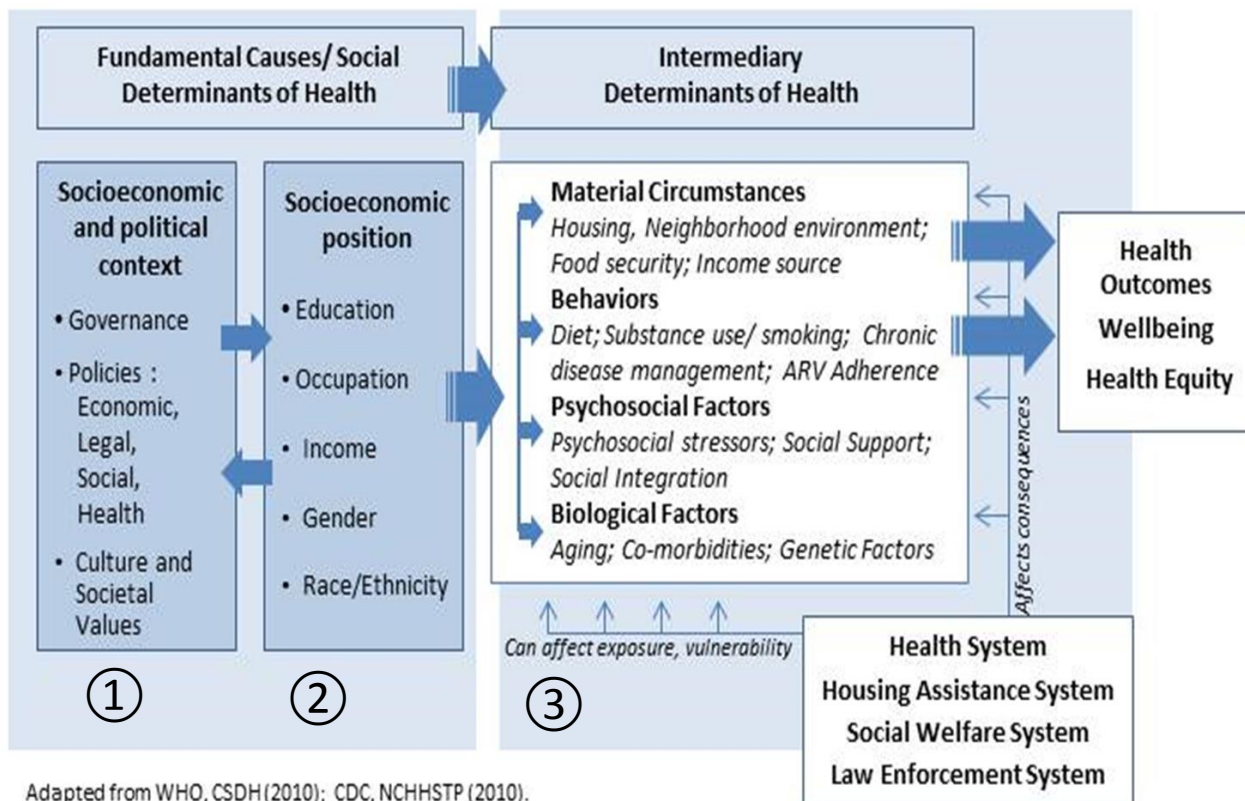 Fundamental Causes/ Social
Determinants of Health
Intermediary
Determinants of Health
Socioeconomic
and political
context
• Governance
• Policies :
Economic,
Legal,
Social,
Health
• Culture and
Societal
Values
①
Socioeconomic
position
• Education
• Occupation
• Income
• Gender
• Race/Ethnicity
②
Material Circumstances
Housing, Neighborhood environment;
Food security; Income source
Behaviors
Diet; Substance use/ smoking; Chronic
disease management; ARV Adherence
Psychosocial Factors
Psychosocial stressors; Social Support;
Social Integration
Biological Factors
Aging; Co-morbidities; Genetic Factors
Can affect exposure, vulnerability
③
Affects consequences
Health
Outcomes
Wellbeing
Health Equity
Health System
Housing Assistance System
Social Welfare System
Law Enforcement System
Adapted from WHO, CSDH (2010); CDC, NCHHSTP (2010).